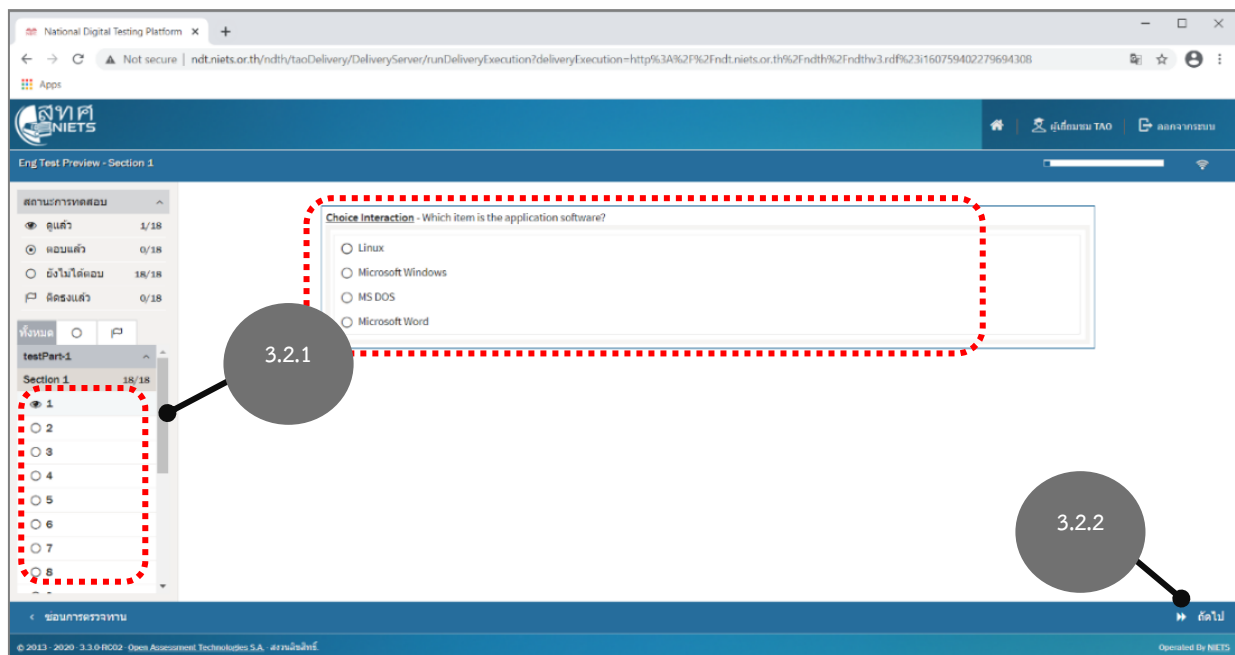 National Digital Testing Platform
Not secure | ndt.niets.or.th/ndth/taoDelivery/DeliveryServer/runDeliveryExecution?deliveryExecution=http%3A%2F%2Fndt.niets.or.th%2Fndth%2Fndthv3.rdf%23i160759402279694308
Apps
สทศ
NIETS
ผู้เยี่ยมชม TAO
ออกจากระบบ
Eng Test Preview - Section 1
สถานะการทดสอบ
ดูแล้ว 1/18
ตอบแล้ว 0/18
ยังไม่ได้ตอบ 18/18
ติดธงแล้ว 0/18
ทั้งหมด
testPart-1
Section 1 18/18
1
2
3
4
5
6
7
8
Choice Interaction - Which item is the application software?
Linux
Microsoft Windows
MS DOS
Microsoft Word
3.2.1
3.2.2
ซ่อนการตรวจทาน
ถัดไป
© 2013 - 2020 · 3.3.0-RC02 · Open Assessment Technologies S.A. · สงวนลิขสิทธิ์.
Operated By NIETS